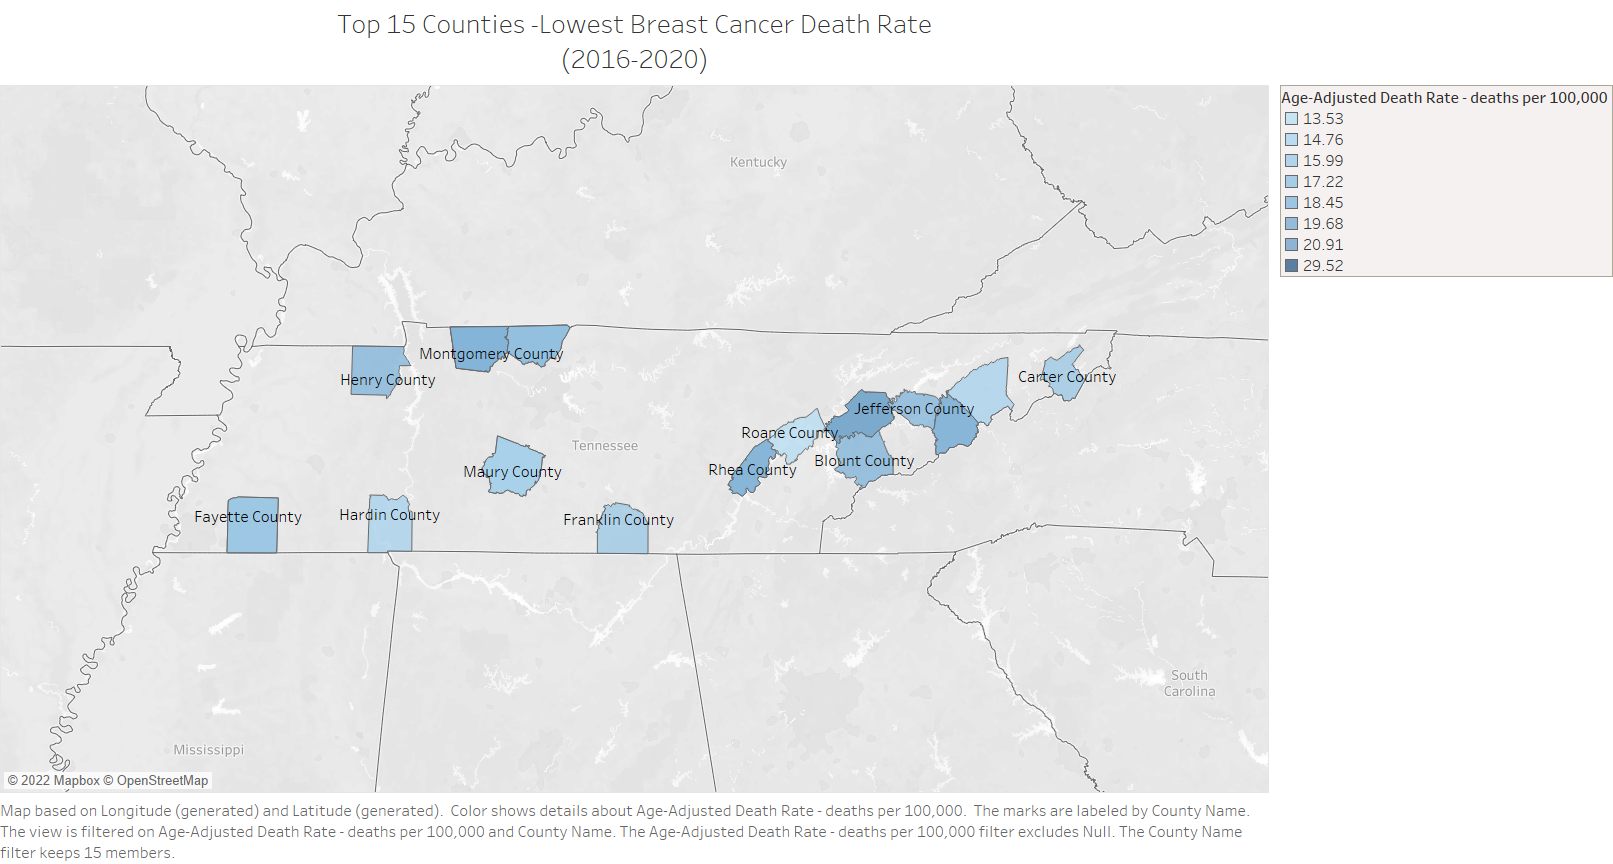 Top 15 Counties -Lowest Breast Cancer Death Rate
(2016-2020)
Age-Adjusted Death Rate - deaths per 100,000
13.53
14.76
15.99
17.22
18.45
19.68
20.91
29.52
Kentucky
Montgomery County
Henry County
Carter County
Jefferson County
Roane County
Tennessee
Blount County
Rhea County
Maury County
Fayette County
Hardin County
Franklin County
South
Carolina
Mississippi
© 2022 Mapbox © OpenStreetMap
Map based on Longitude (generated) and Latitude (generated).  Color shows details about Age-Adjusted Death Rate - deaths per 100,000.  The marks are labeled by County Name.
The view is filtered on Age-Adjusted Death Rate - deaths per 100,000 and County Name. The Age-Adjusted Death Rate - deaths per 100,000 filter excludes Null. The County Name
filter keeps 15 members.